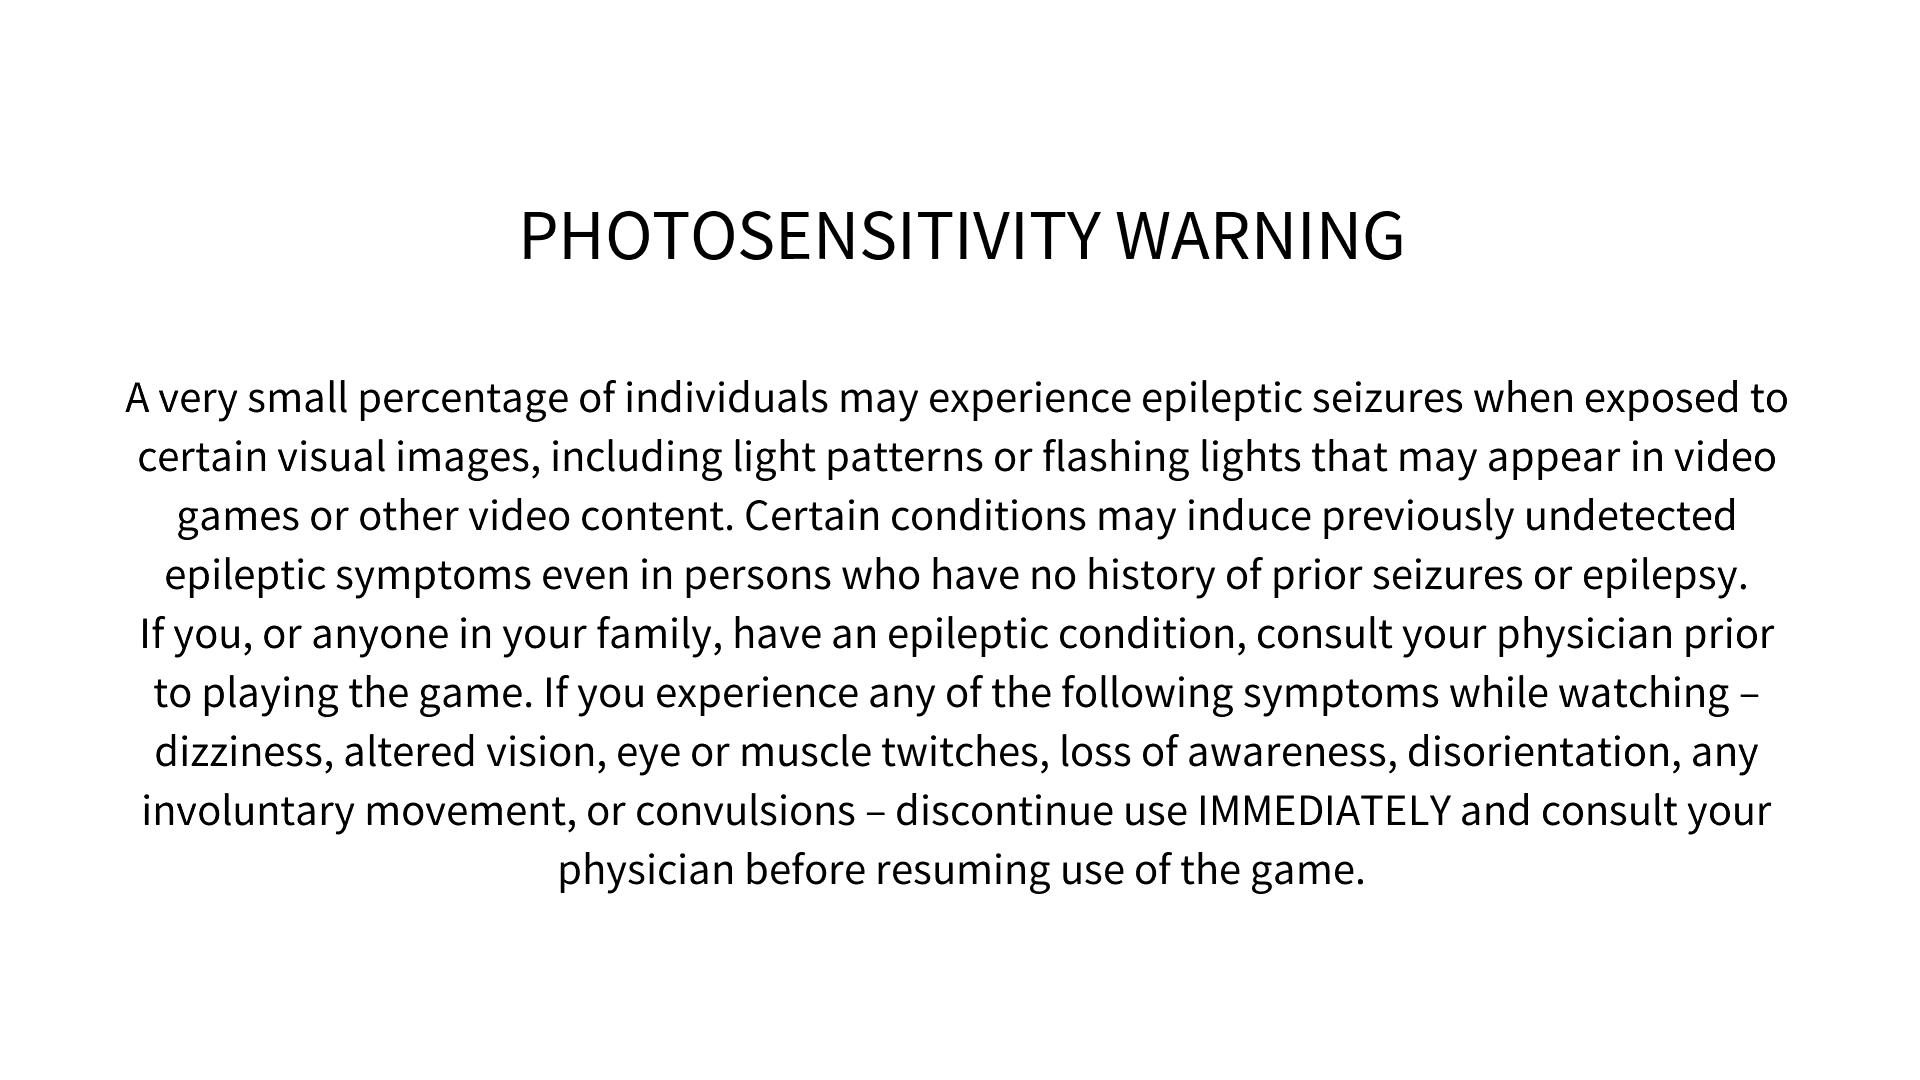 PHOTOSENSITIVITY WARNING
A very small percentage of individuals may experience epileptic seizures when exposed to
certain visual images, including light patterns or flashing lights that may appear in video
games or other video content. Certain conditions may induce previously undetected
epileptic symptoms even in persons who have no history of prior seizures or epilepsy.
If you, or anyone in your family, have an epileptic condition, consult your physician prior
to playing the game. If you experience any of the following symptoms while watching –
dizziness, altered vision, eye or muscle twitches, loss of awareness, disorientation, any
involuntary movement, or convulsions – discontinue use IMMEDIATELY and consult your
physician before resuming use of the game.